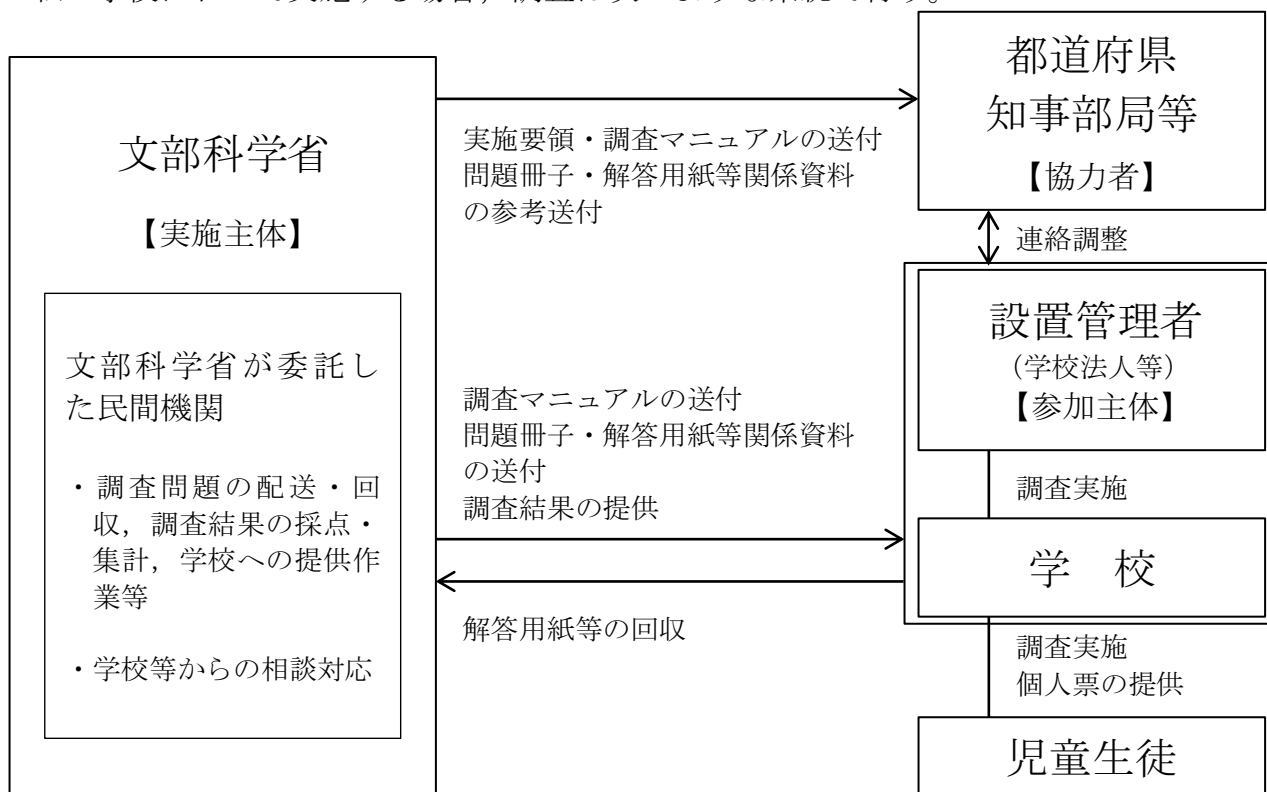 都道府県
知事部局等
【協力者】
文部科学省
【実施主体】
実施要領・調査マニュアルの送付
問題冊子・解答用紙等関係資料
の参考送付
連絡調整
設置管理者
(学校法人等)
【参加主体】
文部科学省が委託し
た民間機関
・調査問題の配送・回
収,調査結果の採点・
集計,学校への提供作
業等
・学校等からの相談対応
調査マニュアルの送付
問題冊子・解答用紙等関係資料
の送付
調査結果の提供
調査実施
学 校
解答用紙等の回収
調査実施
個人票の提供
児童生徒